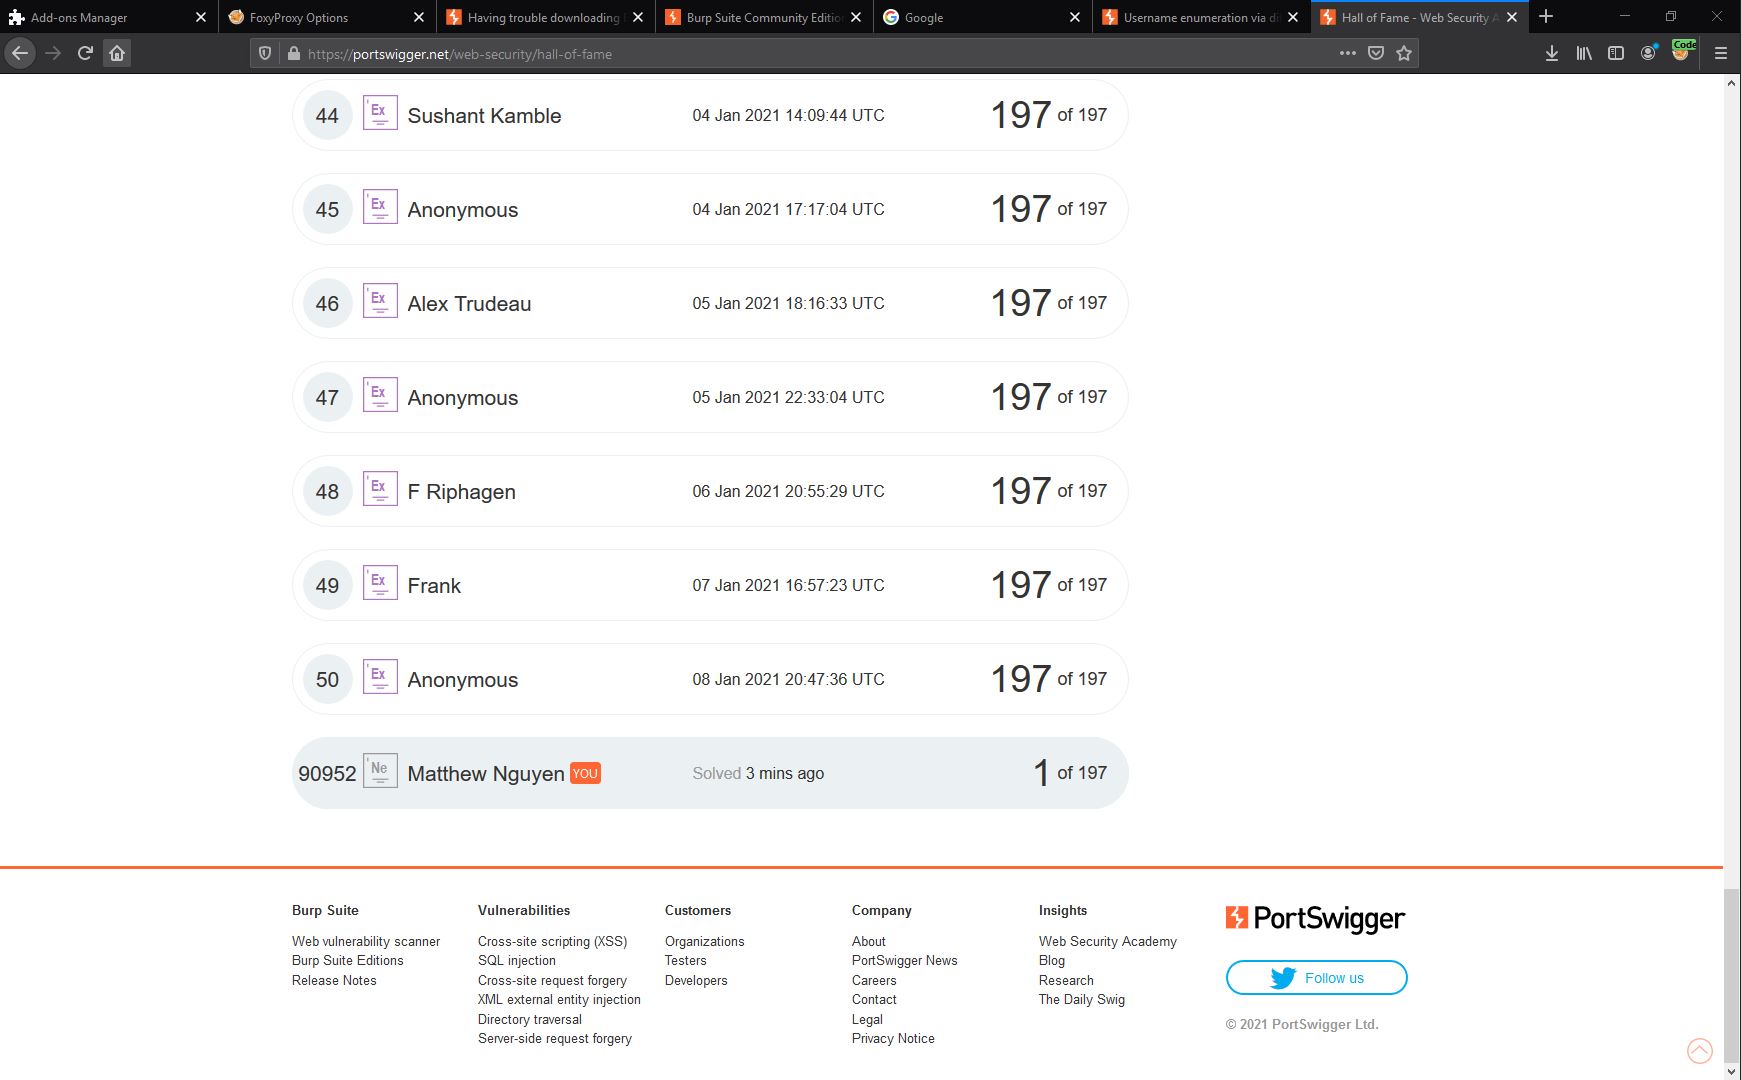 Add-ons Manager
FoxyProxy Options
Having trouble downloading
Burp Suite Community Editio
Google
Username enumeration via di
Hall of Fame - Web Security A
https://portswigger.net/web-security/hall-of-fame
Code
44 'Ex Sushant Kamble 04 Jan 2021 14:09:44 UTC 197 of 197
45 'Ex Anonymous 04 Jan 2021 17:17:04 UTC 197 of 197
46 'Ex Alex Trudeau 05 Jan 2021 18:16:33 UTC 197 of 197
47 'Ex Anonymous 05 Jan 2021 22:33:04 UTC 197 of 197
48 'Ex F Riphagen 06 Jan 2021 20:55:29 UTC 197 of 197
49 'Ex Frank 07 Jan 2021 16:57:23 UTC 197 of 197
50 'Ex Anonymous 08 Jan 2021 20:47:36 UTC 197 of 197
90952 'Ne Matthew Nguyen YOU Solved 3 mins ago 1 of 197
Burp Suite
Web vulnerability scanner
Burp Suite Editions
Release Notes
Vulnerabilities
Cross-site scripting (XSS)
SQL injection
Cross-site request forgery
XML external entity injection
Directory traversal
Server-side request forgery
Customers
Organizations
Testers
Developers
Company
About
PortSwigger News
Careers
Contact
Legal
Privacy Notice
Insights
Web Security Academy
Blog
Research
The Daily Swig
PortSwigger
Follow us
© 2021 PortSwigger Ltd.